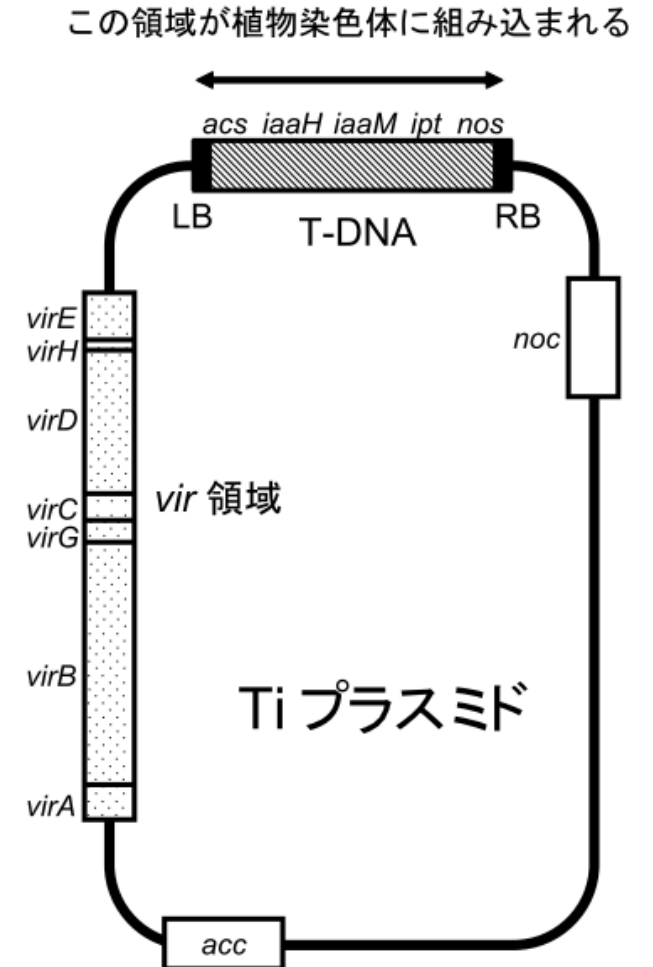 この領域が植物染色体に組み込まれる
acs iaaH iaaM ipt nos
LB
T-DNA
RB
virE
virH
noc
virD
virC
vir 領域
virG
virB
Ti プラスミド
virA
acc